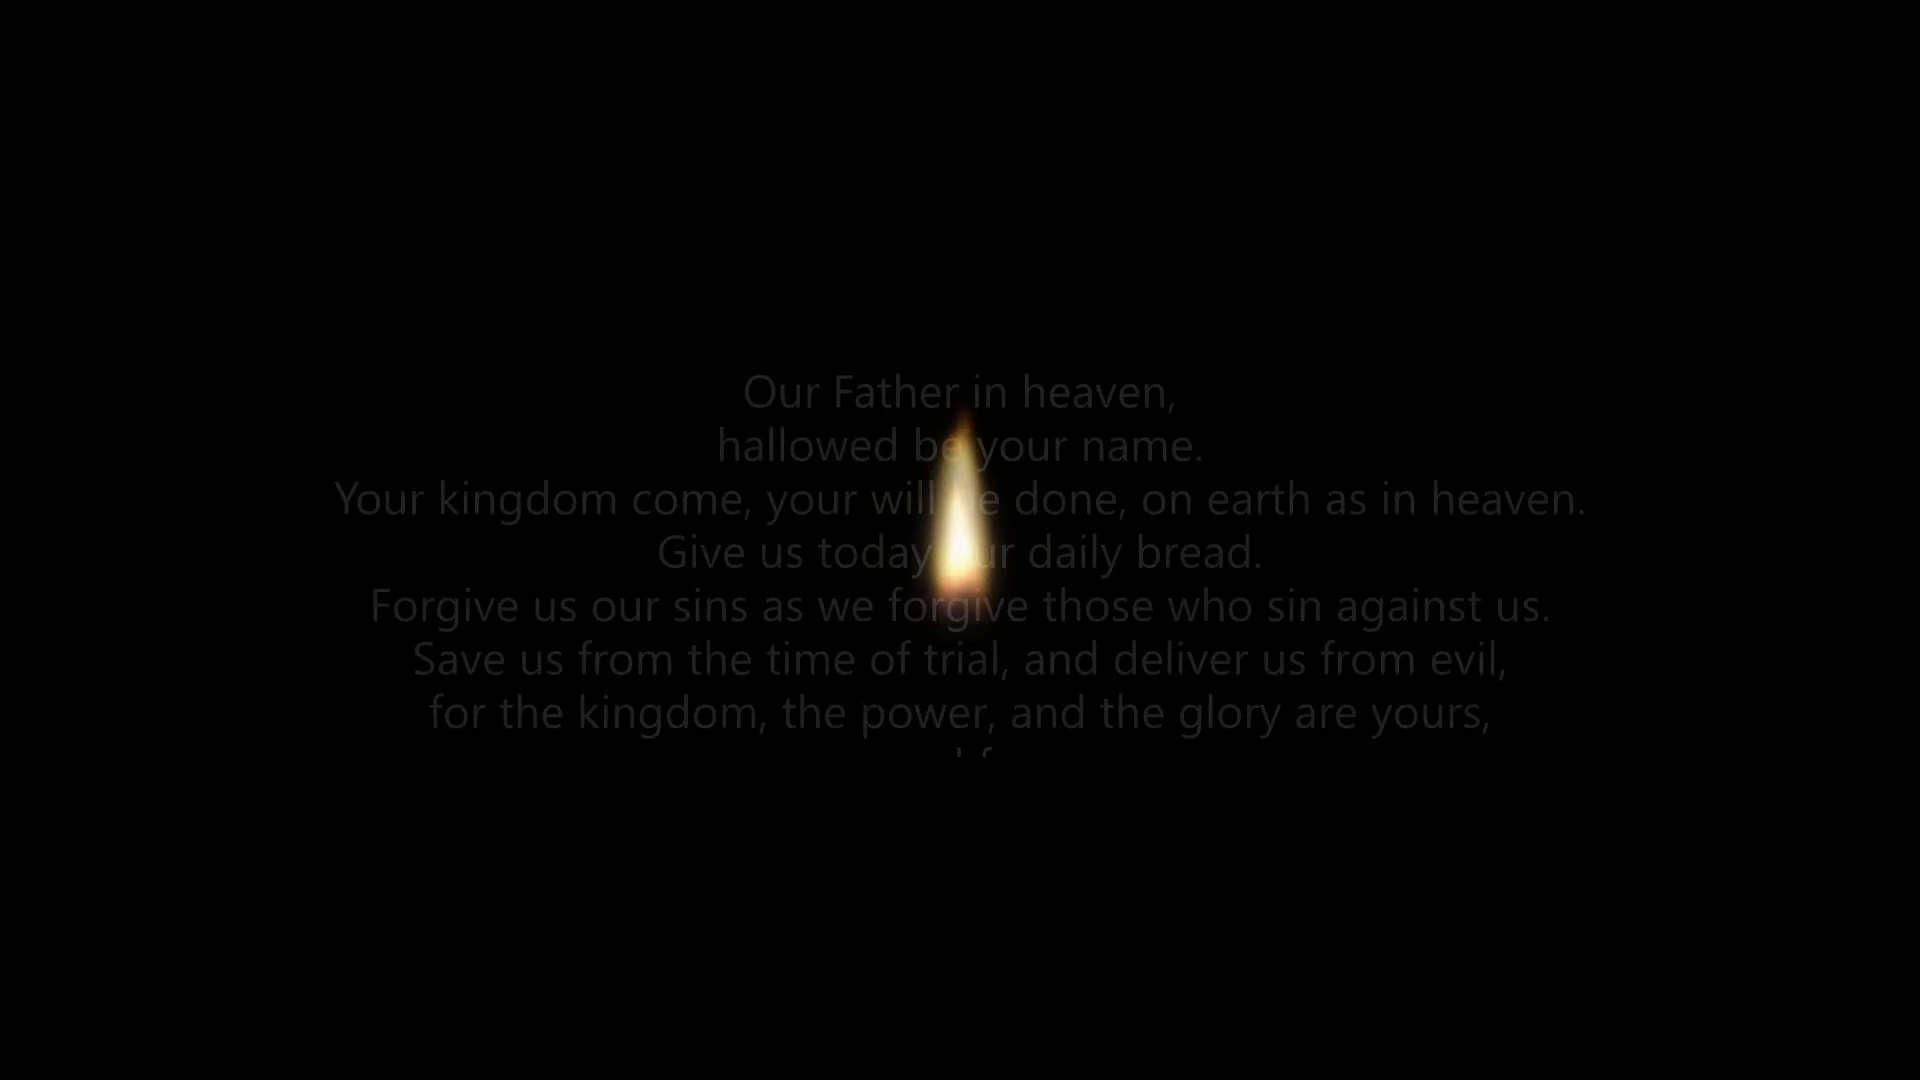 Our Father in heaven,
hallowed be your name.
Your kingdom come, your will be done, on earth as in heaven.
Give us today our daily bread.
Forgive us our sins as we forgive those who sin against us.
Save us from the time of trial, and deliver us from evil,
for the kingdom, the power, and the glory are yours,